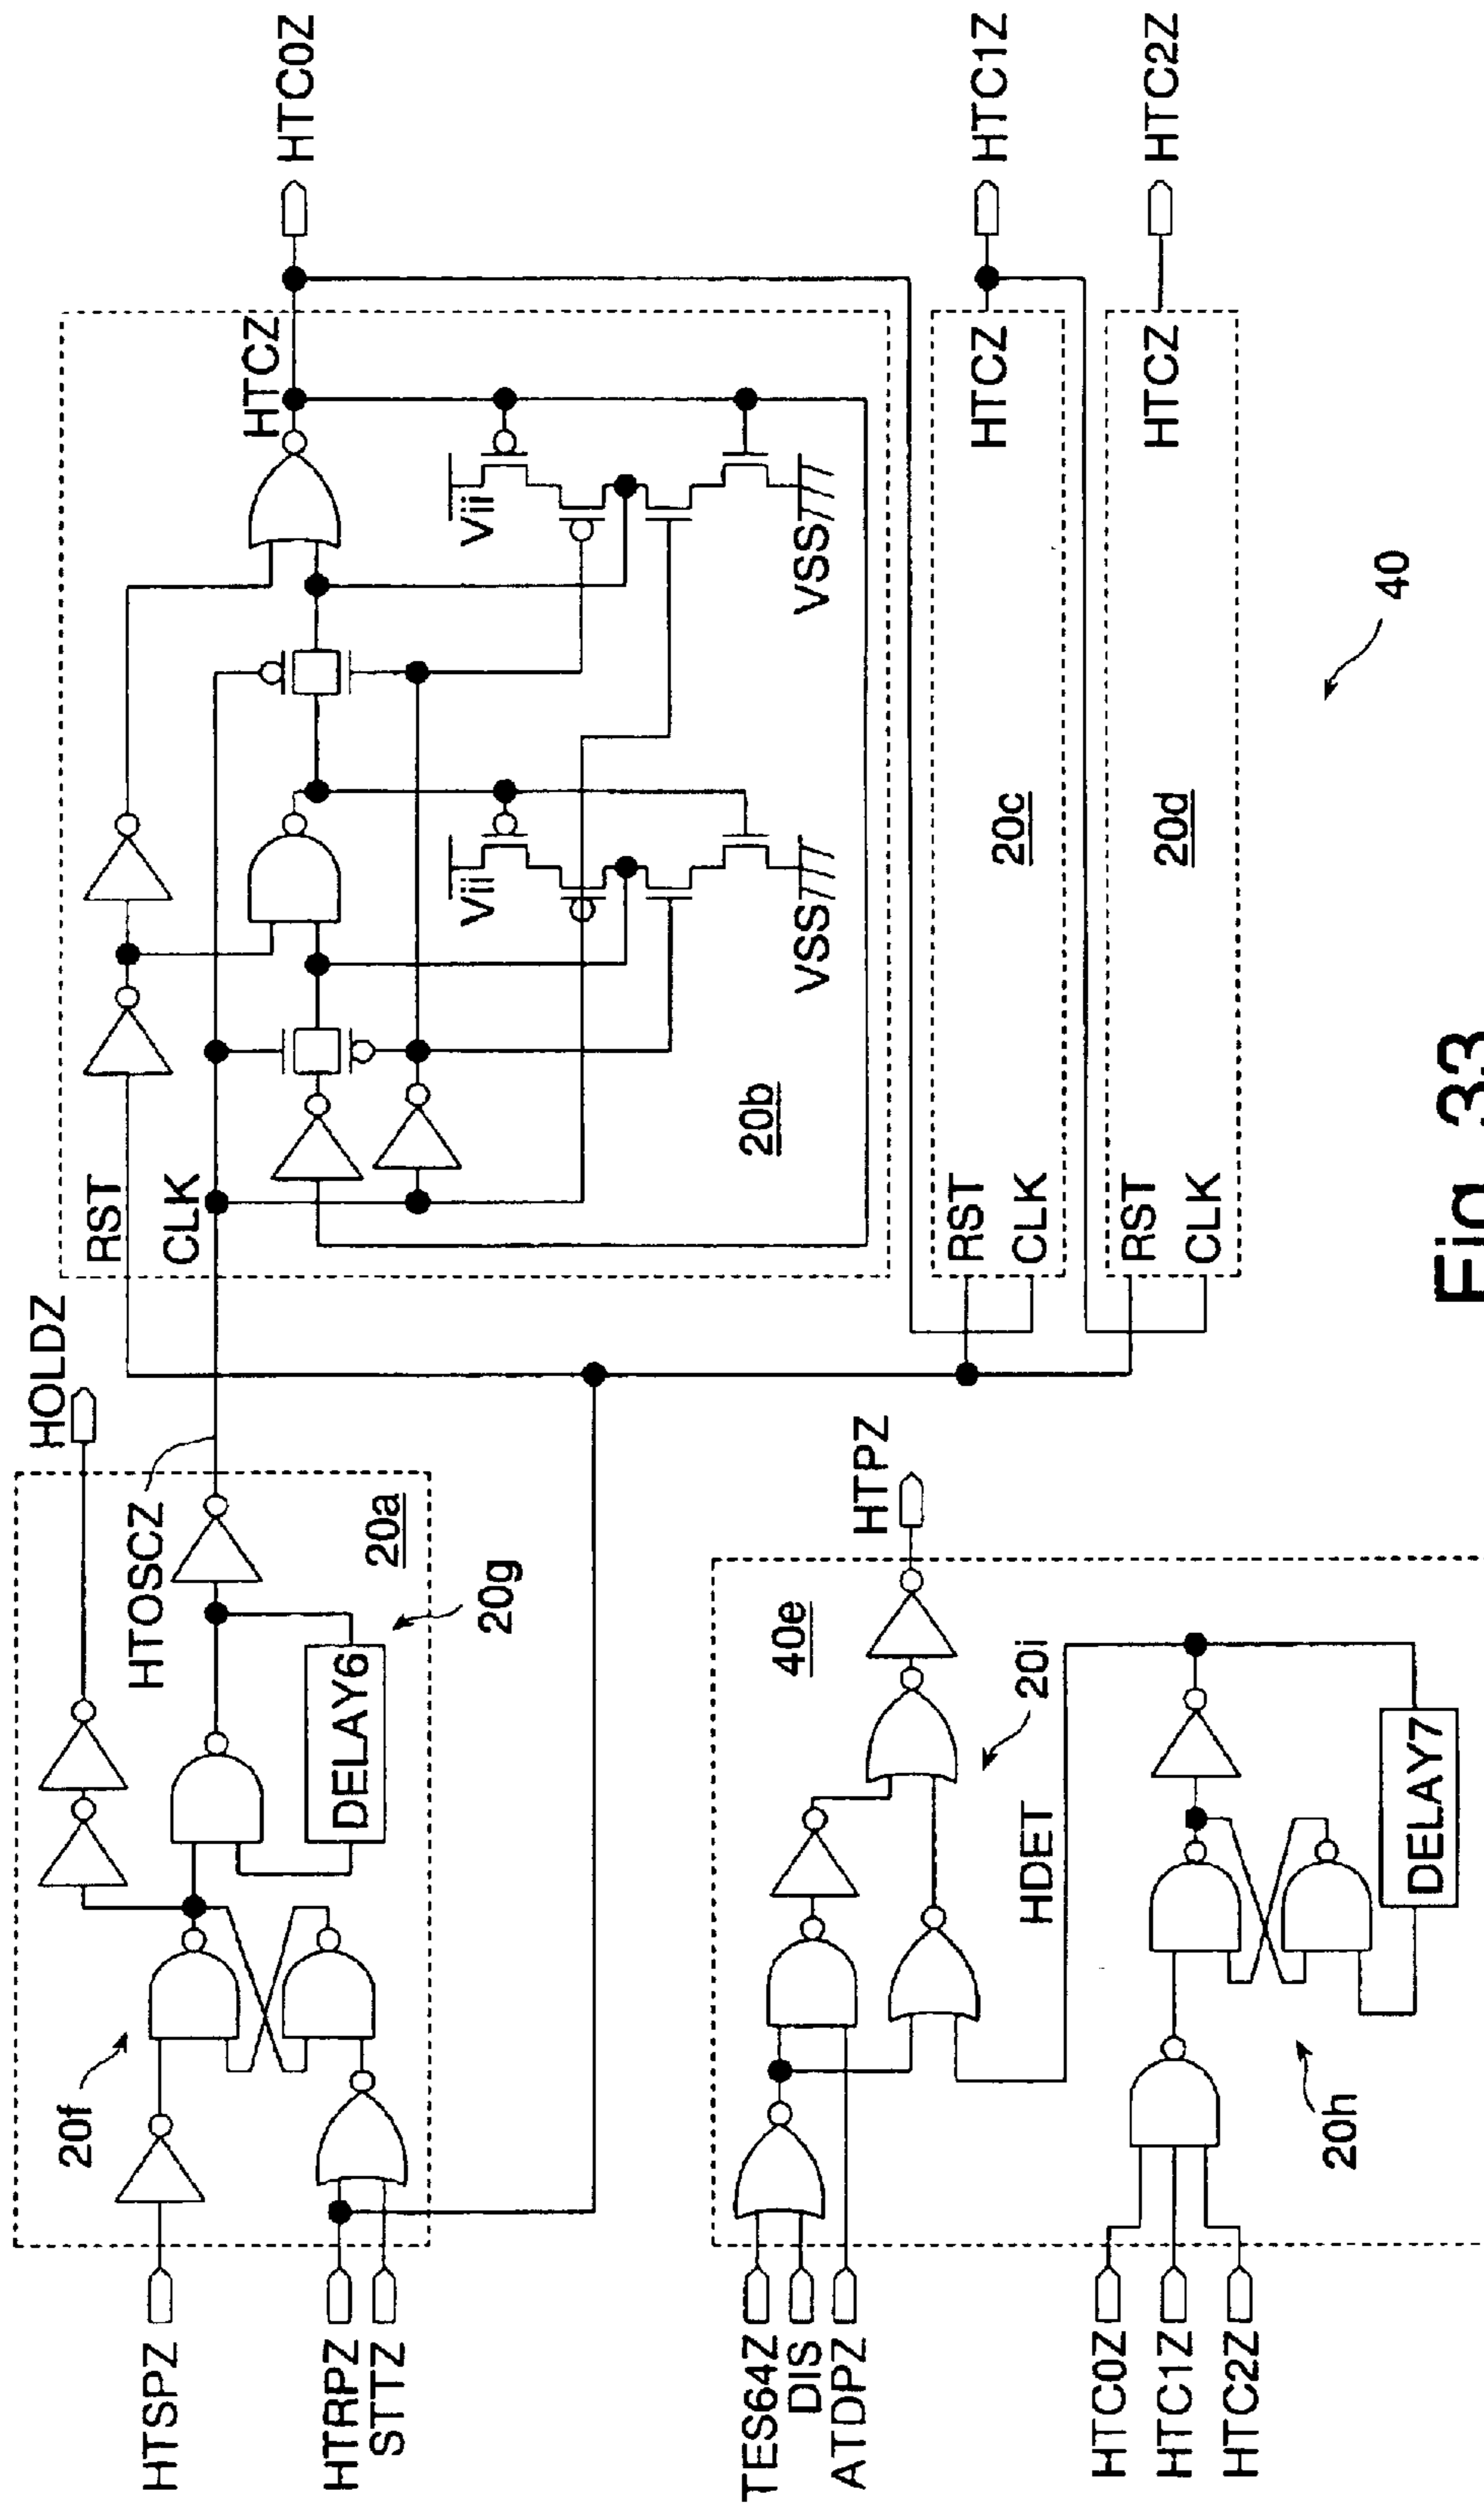 HTSPZ
HTRPZ
STTZ
20f
HOLDZ
HTOSCZ
DELAY6
20a
20g
RST
CLK
20b
Vii
VSS
Vii
VSS
HTCZ
HTC0Z
RST
CLK
20c
HTCZ
HTC1Z
RST
CLK
20d
HTCZ
HTC2Z
TES64Z
DIS
ATDPZ
HTC0Z
HTC1Z
HTC2Z
40e
HTPZ
20i
HDET
20h
DELAY7
40
Fig. 33